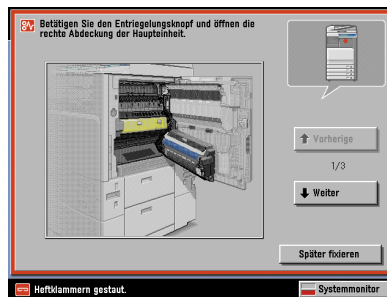 Betätigen Sie den Entriegelungsknopf und öffnen die
rechte Abdeckung der Haupteinheit.
Vorherige
1/3
Weiter
Später fixieren
Heftklammern gestaut.
Systemmonitor